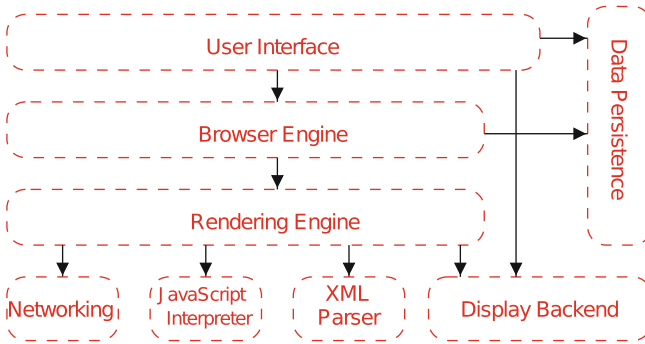 User Interface
Data Persistence
Browser Engine
Rendering Engine
Networking
JavaScript
Interpreter
XML
Parser
Display Backend